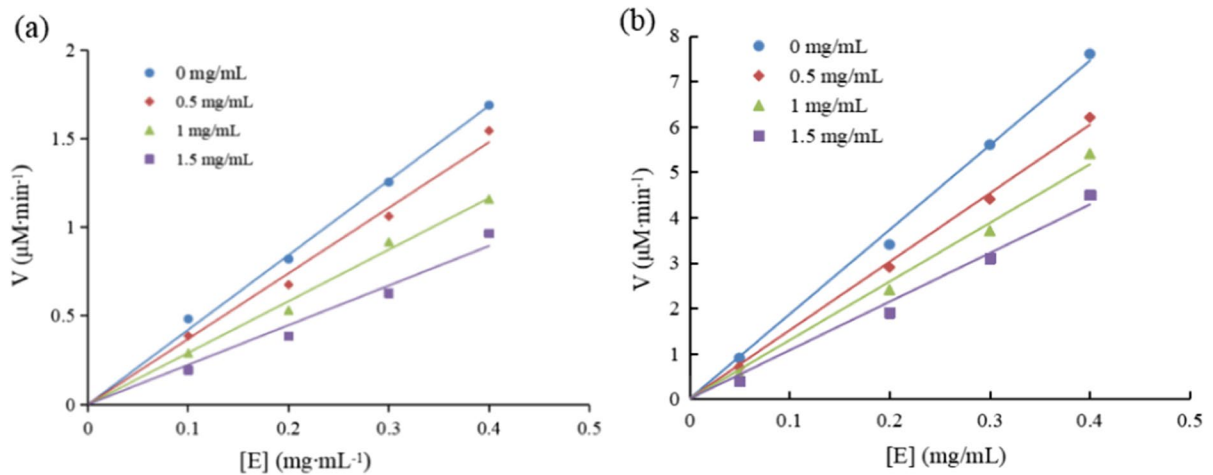 (a)
2
1.5
1
0.5
0
0 mg/mL
0.5 mg/mL
1 mg/mL
1.5 mg/mL
V (μM·min⁻¹)
0 0.1 0.2 0.3 0.4 0.5
[E] (mg·mL⁻¹)
(b)
8
7
6
5
4
3
2
1
0
0 mg/mL
0.5 mg/mL
1 mg/mL
1.5 mg/mL
V (μM·min⁻¹)
0 0.1 0.2 0.3 0.4 0.5
[E] (mg/mL)